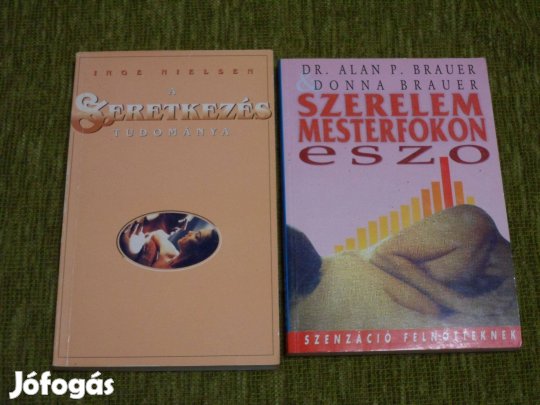 INGE NIELSEN
A
SZERETKEZÉS
TUDOMÁNYA
DR. ALAN P. BRAUER
& DONNA BRAUER
SZERELEM
MESTERFOKON
eszo
SZENZÁCIÓ FELNŐTTEKNEK
Jófogás